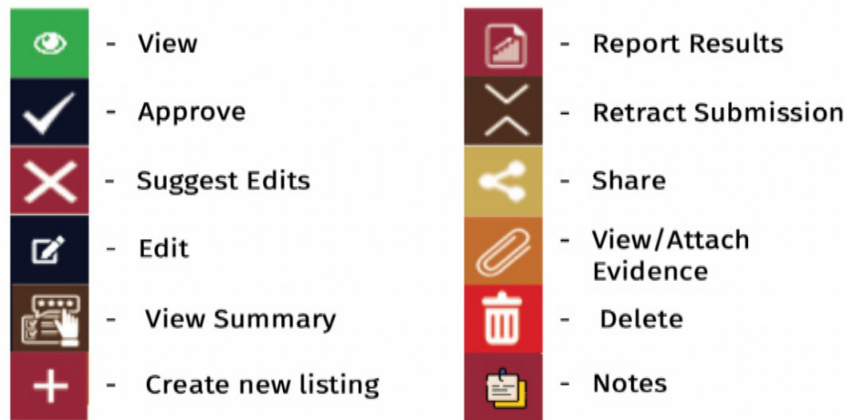 - View
- Approve
- Suggest Edits
- Edit
- View Summary
- Create new listing
- Report Results
- Retract Submission
- Share
- View/Attach
Evidence
- Delete
- Notes